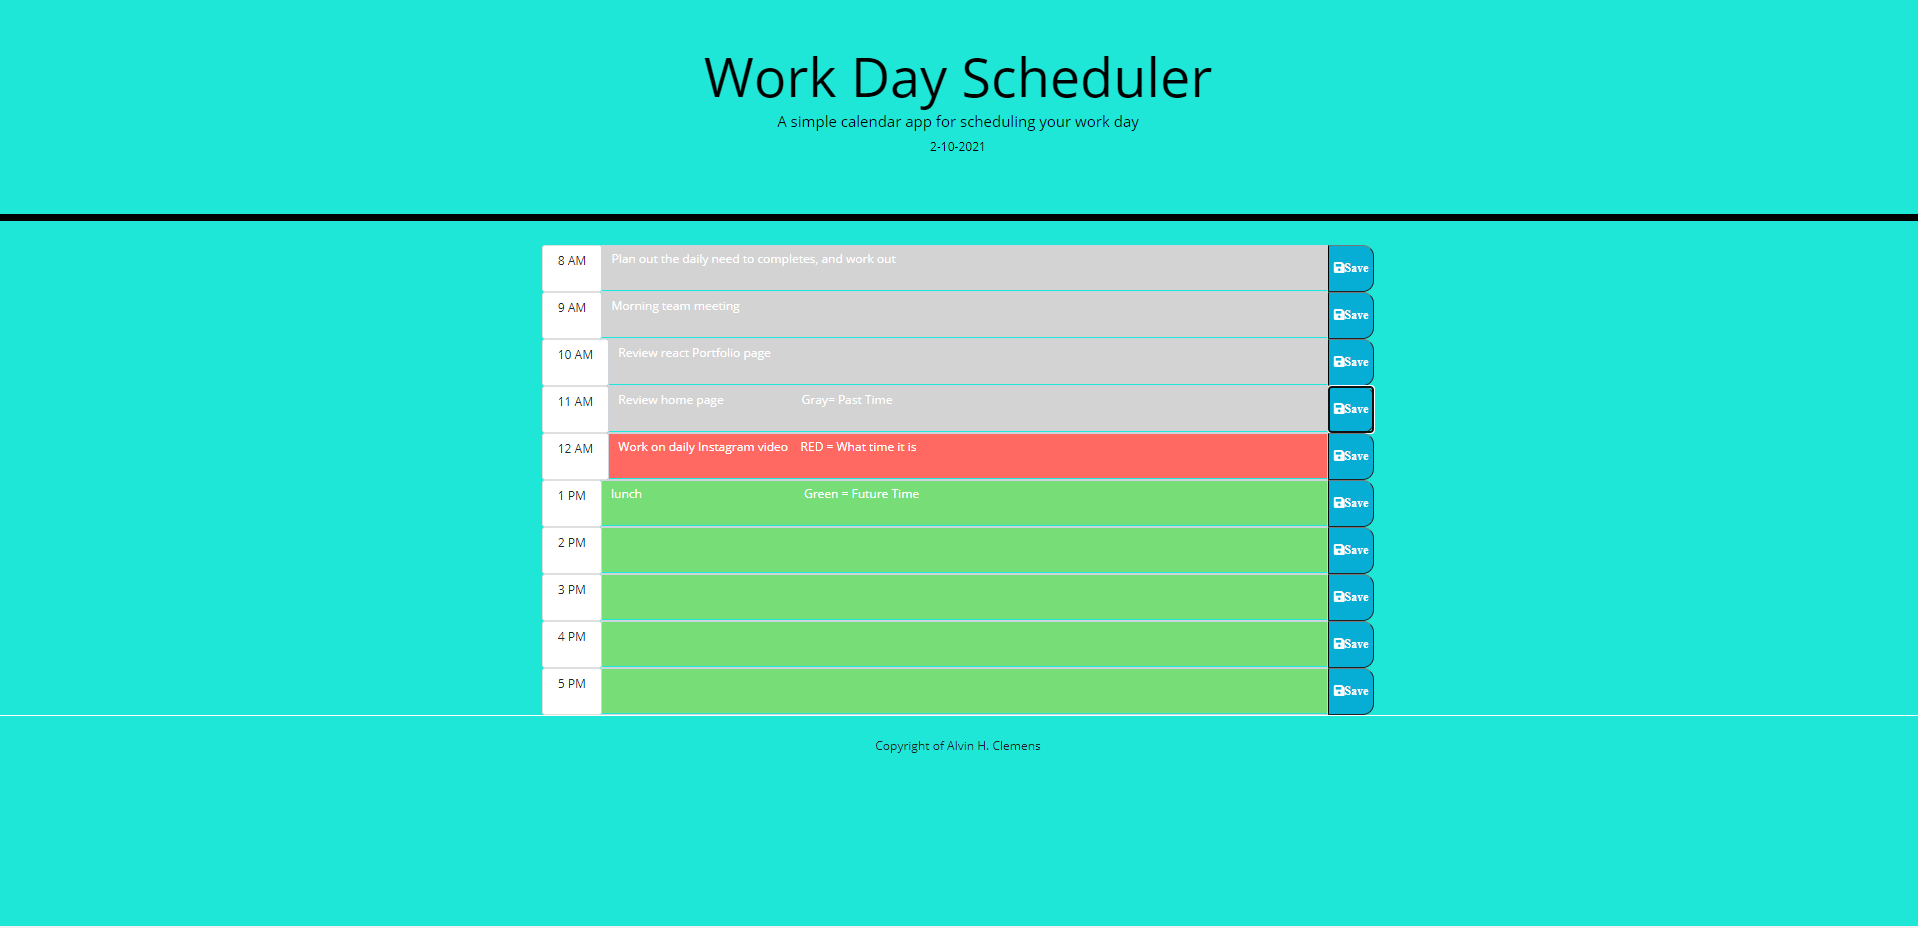 Work Day Scheduler
A simple calendar app for scheduling your work day
2-10-2021
8 AM Plan out the daily need to completes, and work out Save
9 AM Morning team meeting Save
10 AM Review react Portfolio page Save
11 AM Review home page Gray= Past Time Save
12 AM Work on daily Instagram video RED = What time it is Save
1 PM lunch Green = Future Time Save
2 PM Save
3 PM Save
4 PM Save
5 PM Save
Copyright of Alvin H. Clemens